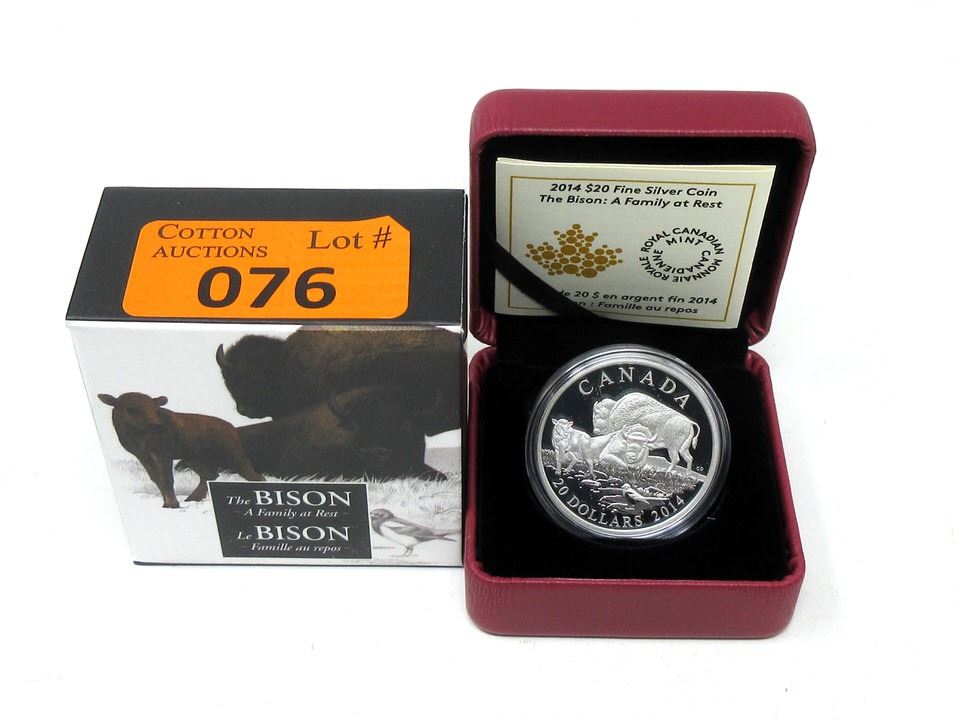 COTTON
AUCTIONS
Lot #
076
The BISON
– A Family at Rest –
Le BISON
– Famille au repos –
2014 $20 Fine Silver Coin
The Bison: A Family at Rest
ROYAL CANADIAN MINT
MONNAIE ROYALE CANADIENNE
de 20 $ en argent fin 2014
: Famille au repos
CANADA
CD
20 DOLLARS 2014